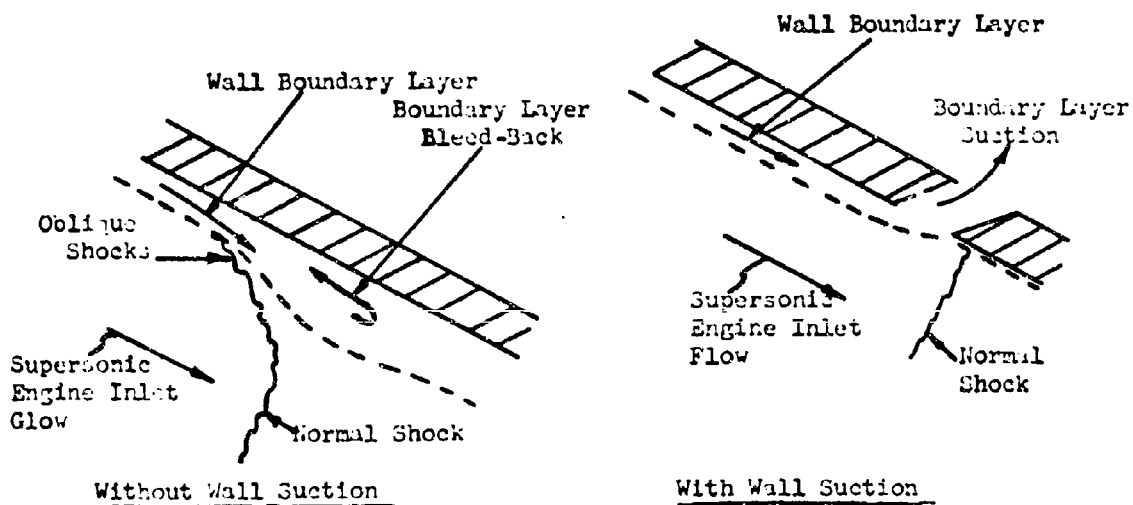 Wall Boundary Layer
Boundary Layer
Bleed-Back
Oblique
Shocks
Supersonic
Engine Inlet
Glow
Normal Shock
Without Wall Suction
Wall Boundary Layer
Boundary Layer
Suction
Supersonic
Engine Inlet
Flow
Normal
Shock
With Wall Suction